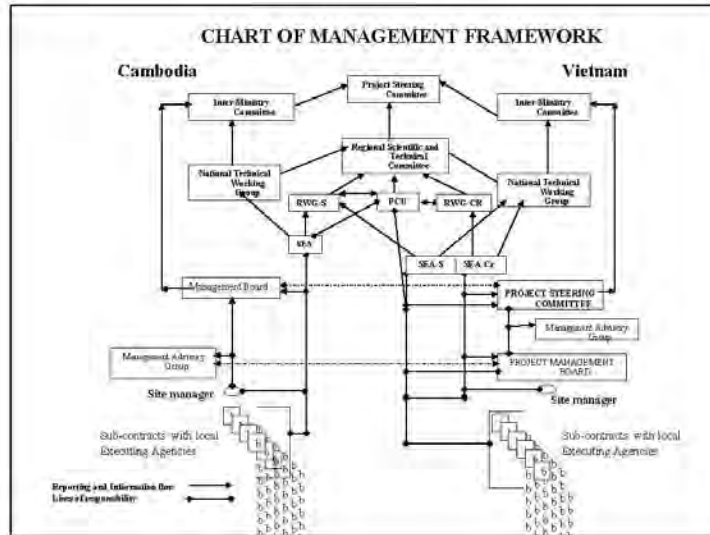 CHART OF MANAGEMENT FRAMEWORK
Cambodia
Vietnam
Project Steering
Committee
Inter-Ministry
Committee
Inter-Ministry
Committee
Regional Scientific and
Technical
Committee
National Technical
Working
Group
National Technical
Working
Group
RWG-S
PCU
RWG-CR
SEA
SEA-S
SEA-Cr
Management Board
PROJECT STEERING
COMMITTEE
Management Advisory
Group
Management Advisory
Group
PROJECT MANAGEMENT
BOARD
Site manager
Site manager
Sub-contracts with local
Executing Agencies
Sub-contracts with local
Executing Agencies
Reporting and Information flow
Lines of responsibility